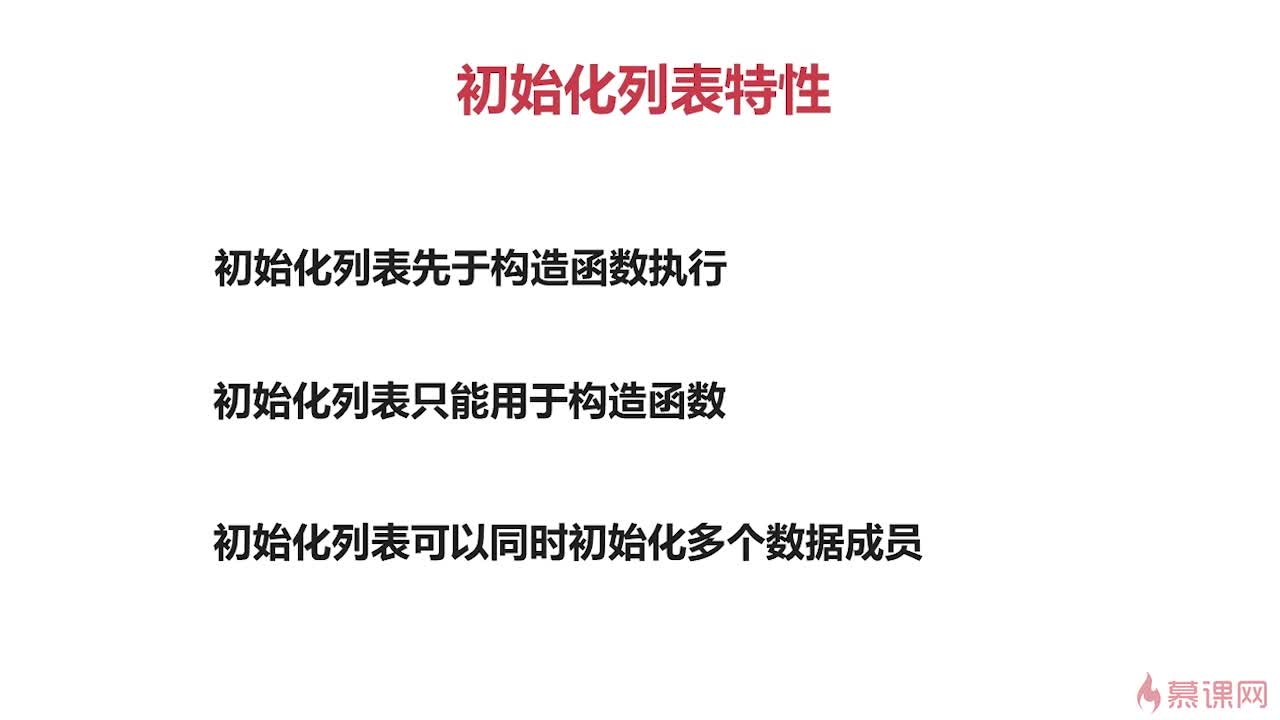 初始化列表特性
初始化列表先于构造函数执行
初始化列表只能用于构造函数
初始化列表可以同时初始化多个数据成员
慕课网